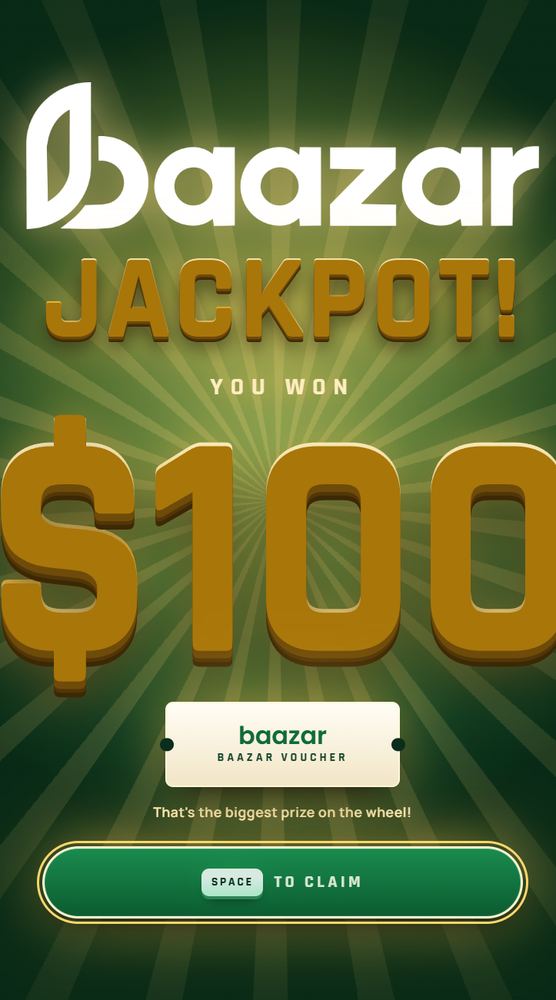 baazar
JACKPOT!
YOU WON
$100
baazar
BAAZAR VOUCHER
That's the biggest prize on the wheel!
SPACE TO CLAIM